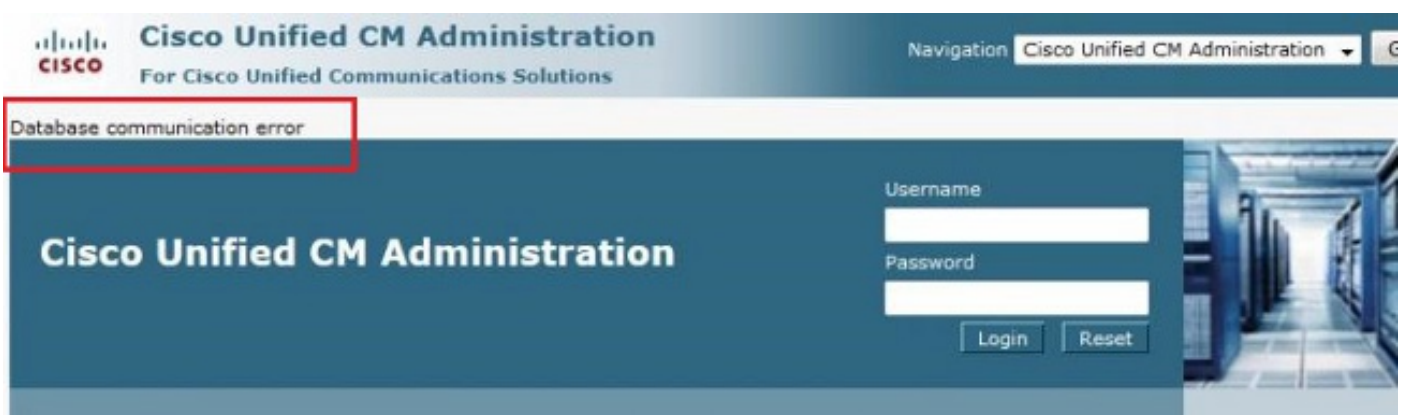 Cisco Unified CM Administration
Navigation Cisco Unified CM Administration
CISCO
For Cisco Unified Communications Solutions
Database communication error
Username
Cisco Unified CM Administration
Password
Login Reset